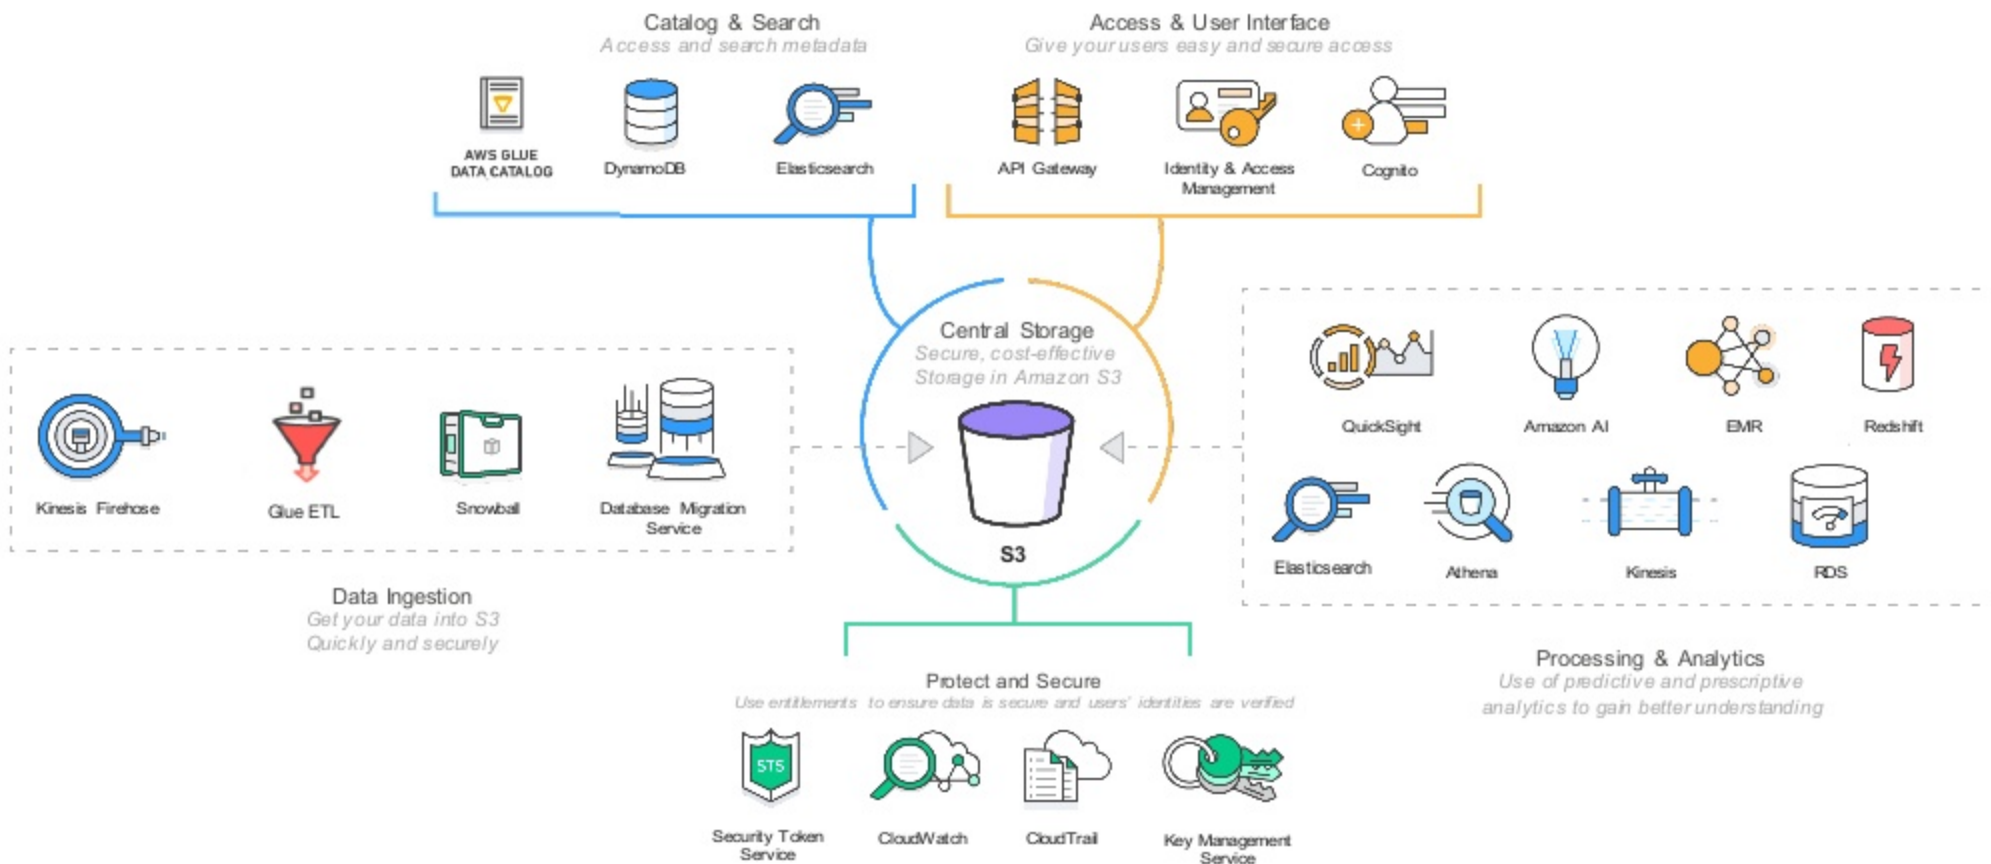 Catalog & Search
Access and search metadata
AWS GLUE
DATA CATALOG
DynamoDB
Elasticsearch
Access & User Interface
Give your users easy and secure access
API Gateway
Identity & Access
Management
Cognito
Central Storage
Secure, cost-effective
Storage in Amazon S3
S3
Kinesis Firehose
Glue ETL
Snowball
Database Migration
Service
Data Ingestion
Get your data into S3
Quickly and securely
QuickSight
Amazon AI
EMR
Redshift
Elasticsearch
Athena
Kinesis
RDS
Processing & Analytics
Use of predictive and prescriptive
analytics to gain better understanding
Protect and Secure
Use entitlements to ensure data is secure and users' identities are verified
STS
Security Token
Service
CloudWatch
CloudTrail
Key Management
Service